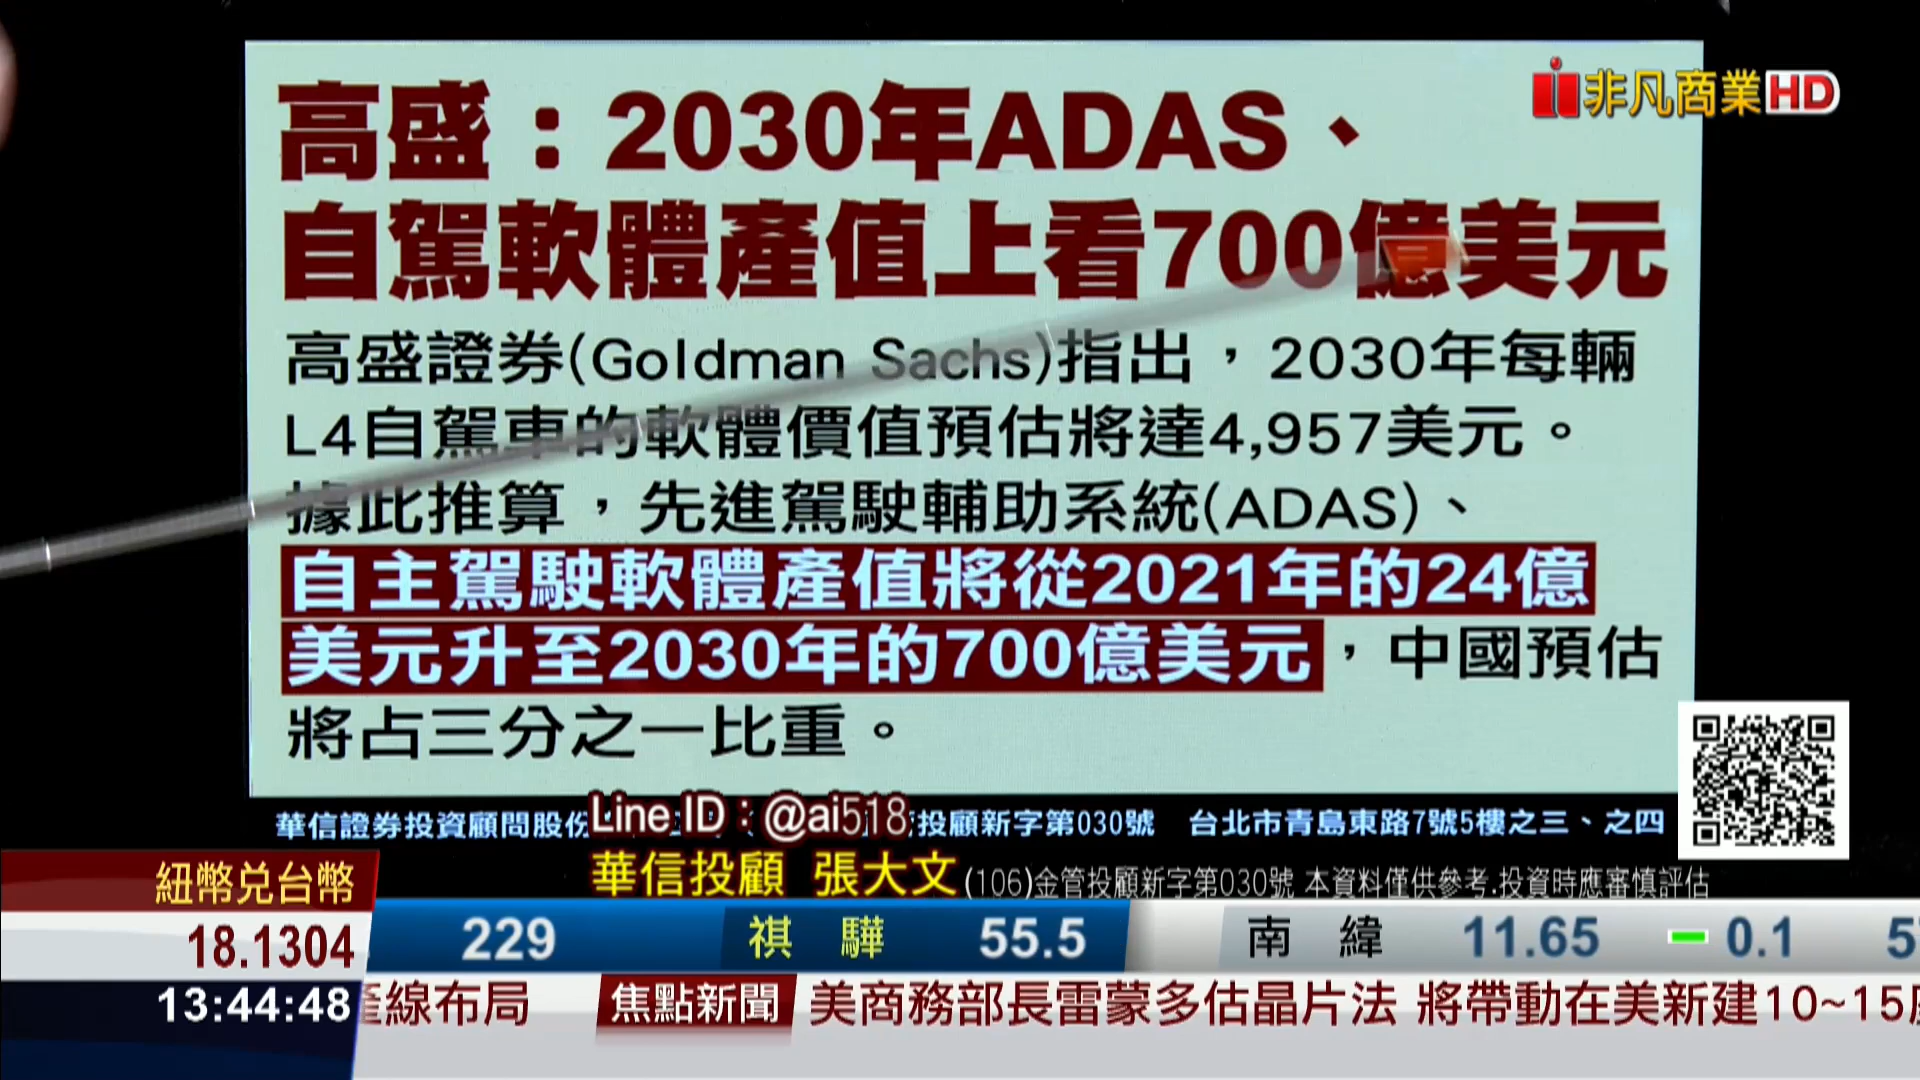 高盛：2030年ADAS、
非凡商業HD
自駕軟體產值上看700億美元
高盛證券(Goldman Sachs)指出，2030年每輛
L4自駕車的軟體價值預估將達4,957美元。
據此推算，先進駕駛輔助系統(ADAS)、
自主駕駛軟體產值將從2021年的24億
美元升至2030年的700億美元，中國預估
將占三分之一比重。
華信證券投資顧問股份 投顧新字第030號 台北市青島東路7號5樓之三、之四
Line ID：@ai518
華信投顧 張大文 (106)金管投顧新字第030號 本資料僅供參考.投資時應審慎評估
紐幣兌台幣
18.1304
229 祺驊 55.5 南緯 11.65 0.1
13:44:48
線布局 焦點新聞 美商務部長雷蒙多估晶片法 將帶動在美新建10~15